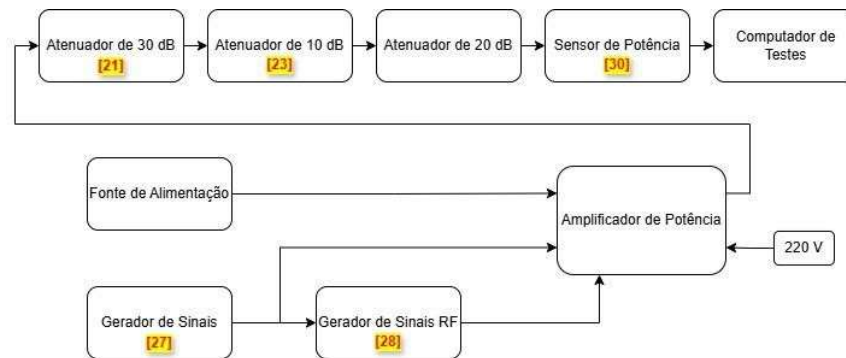 Atenuador de 30 dB
[21]
Atenuador de 10 dB
[23]
Atenuador de 20 dB
Sensor de Potência
[30]
Computador de
Testes
Fonte de Alimentação
Amplificador de Potência
220 V
Gerador de Sinais
[27]
Gerador de Sinais RF
[28]